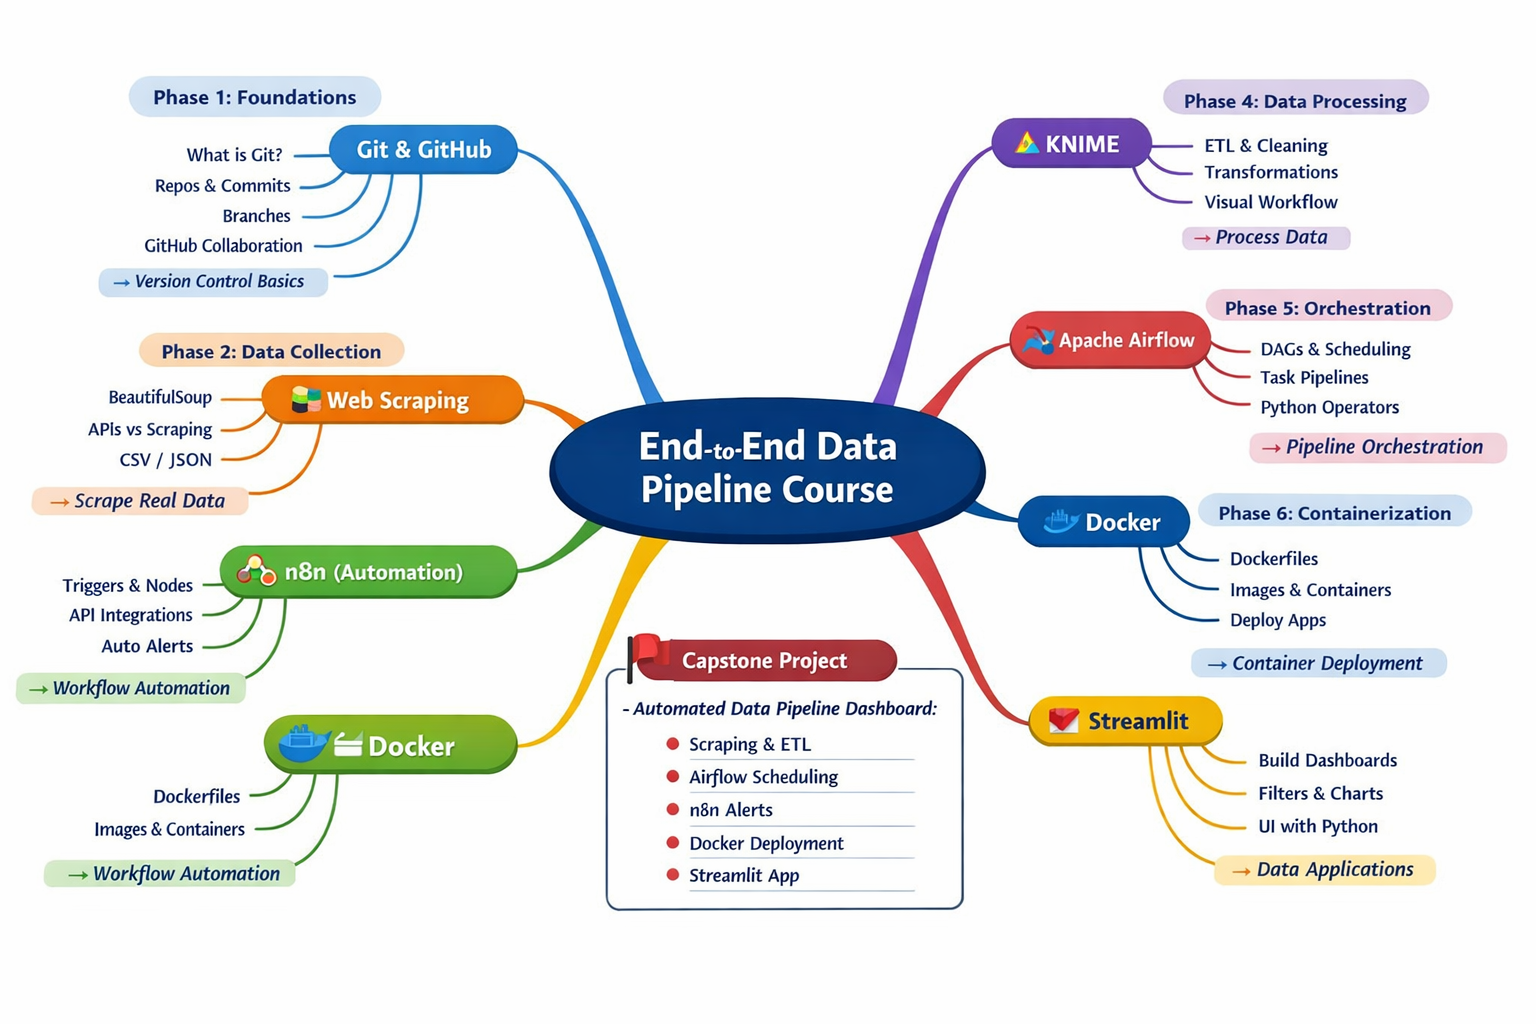 Phase 1: Foundations
Git & GitHub
What is Git?
Repos & Commits
Branches
GitHub Collaboration
→ Version Control Basics
Phase 2: Data Collection
Web Scraping
BeautifulSoup
APIs vs Scraping
CSV / JSON
→ Scrape Real Data
n8n (Automation)
Triggers & Nodes
API Integrations
Auto Alerts
→ Workflow Automation
Docker
Dockerfiles
Images & Containers
→ Workflow Automation
End-to-End Data
Pipeline Course
Capstone Project
- Automated Data Pipeline Dashboard:
Scraping & ETL
Airflow Scheduling
n8n Alerts
Docker Deployment
Streamlit App
Phase 4: Data Processing
KNIME
ETL & Cleaning
Transformations
Visual Workflow
→ Process Data
Phase 5: Orchestration
Apache Airflow
DAGs & Scheduling
Task Pipelines
Python Operators
→ Pipeline Orchestration
Phase 6: Containerization
Docker
Dockerfiles
Images & Containers
Deploy Apps
→ Container Deployment
Streamlit
Build Dashboards
Filters & Charts
UI with Python
→ Data Applications